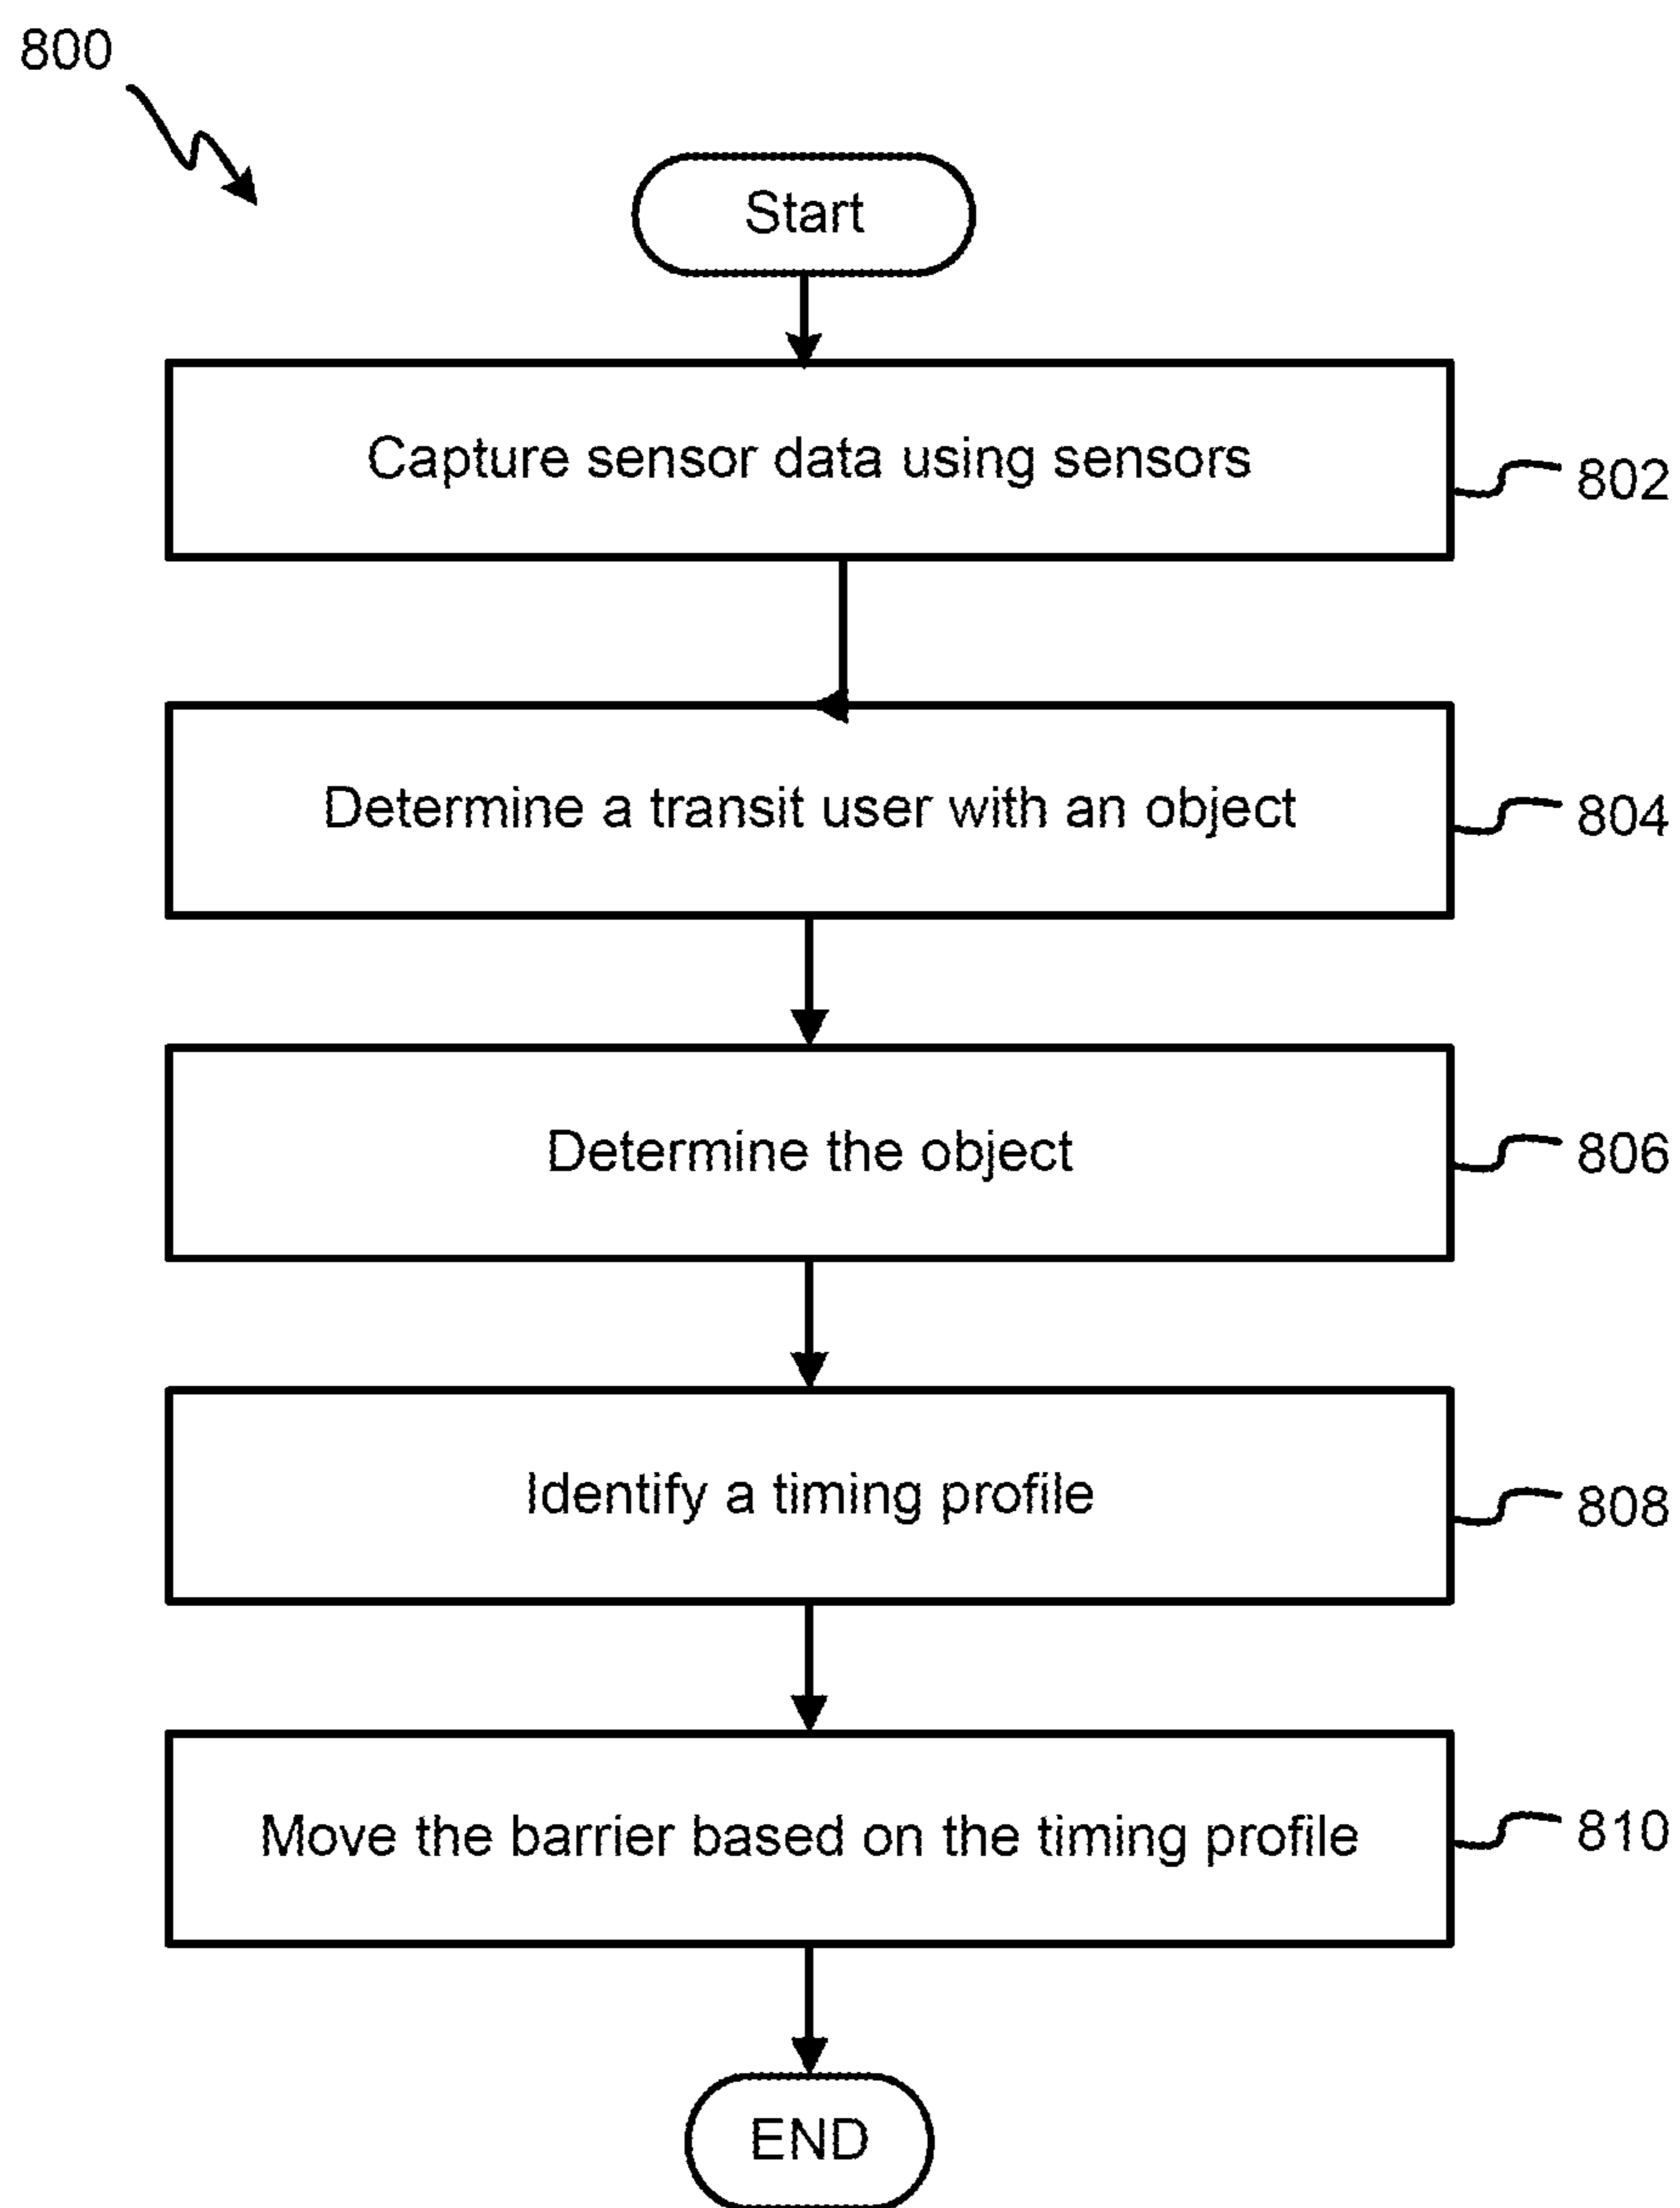 800
Start
Capture sensor data using sensors
802
Determine a transit user with an object
804
Determine the object
806
Identify a timing profile
808
Move the barrier based on the timing profile
810
END